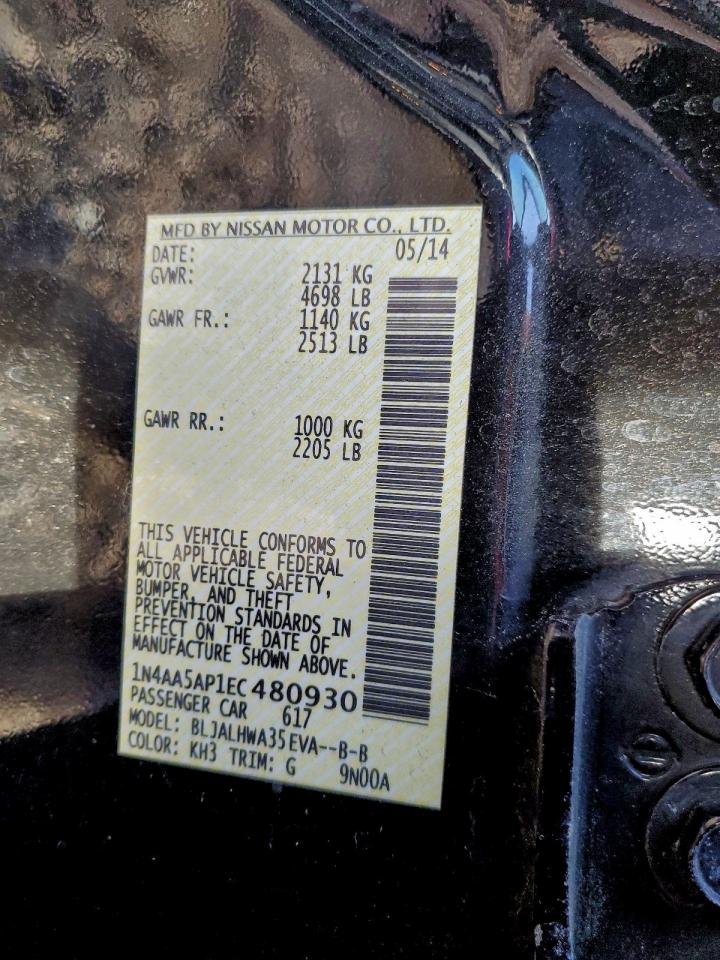 MFD BY NISSAN MOTOR CO., LTD.
DATE: 05/14
GVWR: 2131 KG
4698 LB
GAWR FR.: 1140 KG
2513 LB
GAWR RR.: 1000 KG
2205 LB
THIS VEHICLE CONFORMS TO
ALL APPLICABLE FEDERAL
MOTOR VEHICLE SAFETY,
BUMPER, AND THEFT
PREVENTION STANDARDS IN
EFFECT ON THE DATE OF
MANUFACTURE SHOWN ABOVE.
1N4AA5AP1EC480930
PASSENGER CAR 617
MODEL: BLJALHWA35EVA--B-B
COLOR: KH3 TRIM: G 9N00A